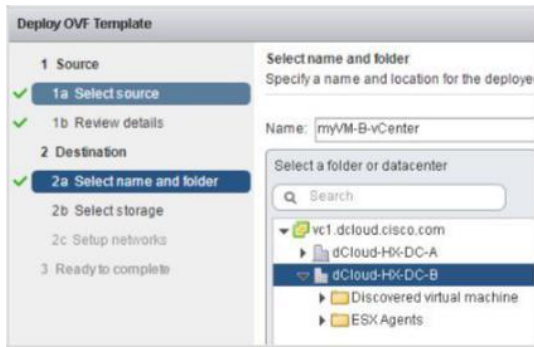 Deploy OVF Template
1 Source
1a Select source
1b Review details
2 Destination
2a Select name and folder
2b Select storage
2c Setup networks
3 Ready to complete
Select name and folder
Specify a name and location for the deploye
Name: myVM-B-vCenter
Select a folder or datacenter
Search
vc1.dcloud.cisco.com
dCloud-HX-DC-A
dCloud-HX-DC-B
Discovered virtual machine
ESX Agents